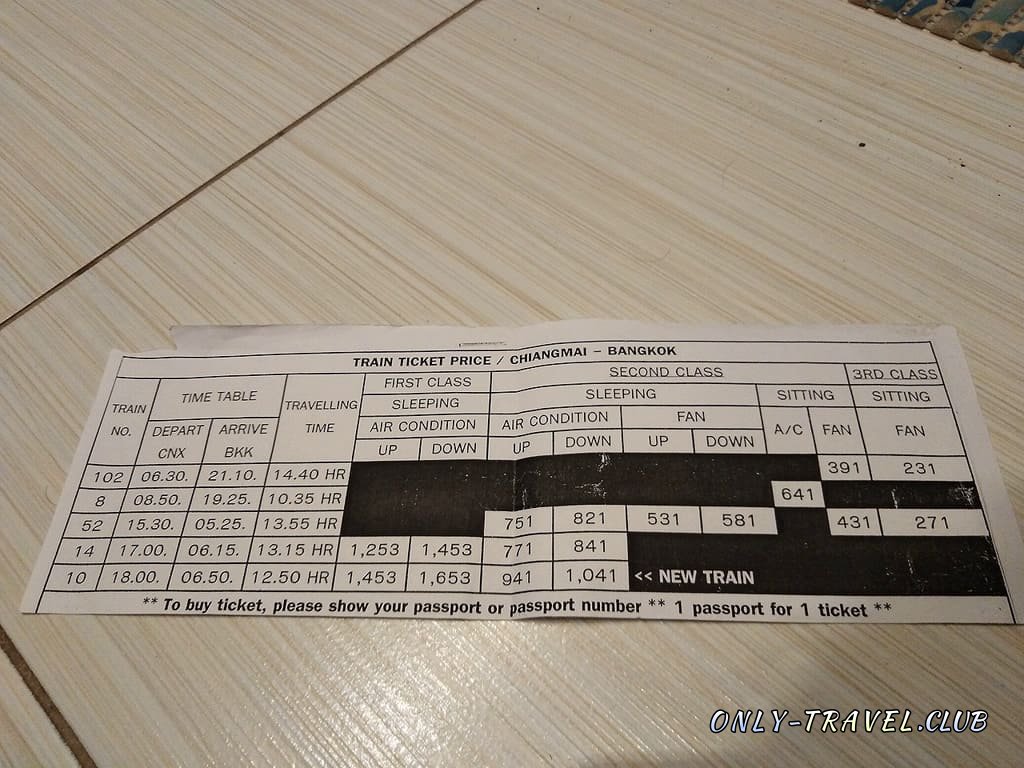 TRAIN TICKET PRICE / CHIANGMAI – BANGKOK
TRAIN NO. TIME TABLE TRAVELLING TIME FIRST CLASS SECOND CLASS 3RD CLASS
SLEEPING SLEEPING SITTING SITTING
DEPART CNX ARRIVE BKK AIR CONDITION AIR CONDITION FAN A/C FAN FAN
UP DOWN UP DOWN UP DOWN
102 06.30. 21.10. 14.40 HR 391 231
8 08.50. 19.25. 10.35 HR 641
52 15.30. 05.25. 13.55 HR 751 821 531 581 431 271
14 17.00. 06.15. 13.15 HR 1,253 1,453 771 841
10 18.00. 06.50. 12.50 HR 1,453 1,653 941 1,041 << NEW TRAIN
** To buy ticket, please show your passport or passport number ** 1 passport for 1 ticket **
ONLY-TRAVEL.CLUB